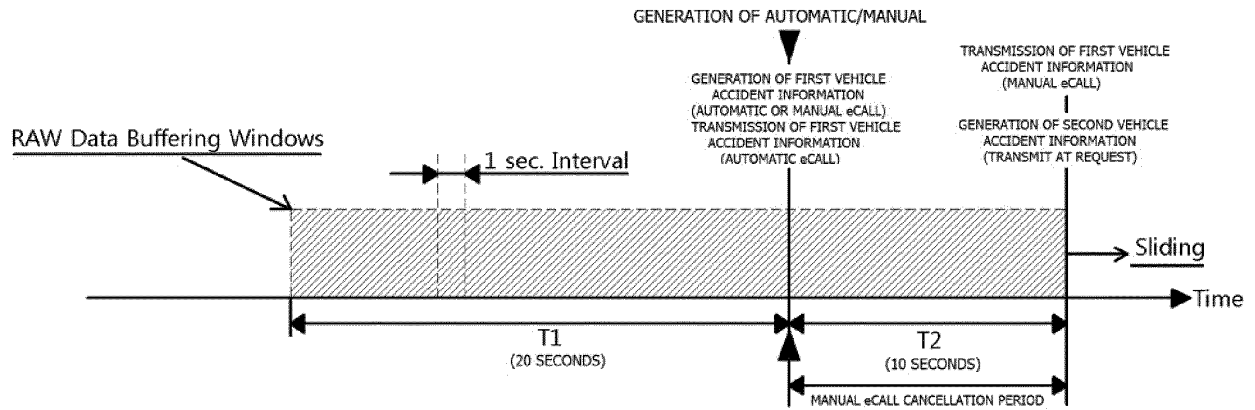 GENERATION OF AUTOMATIC/MANUAL
GENERATION OF FIRST VEHICLE
ACCIDENT INFORMATION
(AUTOMATIC OR MANUAL eCALL)
TRANSMISSION OF FIRST VEHICLE
ACCIDENT INFORMATION
(AUTOMATIC eCALL)
TRANSMISSION OF FIRST VEHICLE
ACCIDENT INFORMATION
(MANUAL eCALL)
GENERATION OF SECOND VEHICLE
ACCIDENT INFORMATION
(TRANSMIT AT REQUEST)
RAW Data Buffering Windows
1 sec. Interval
Sliding
Time
T1
(20 SECONDS)
T2
(10 SECONDS)
MANUAL eCALL CANCELLATION PERIOD